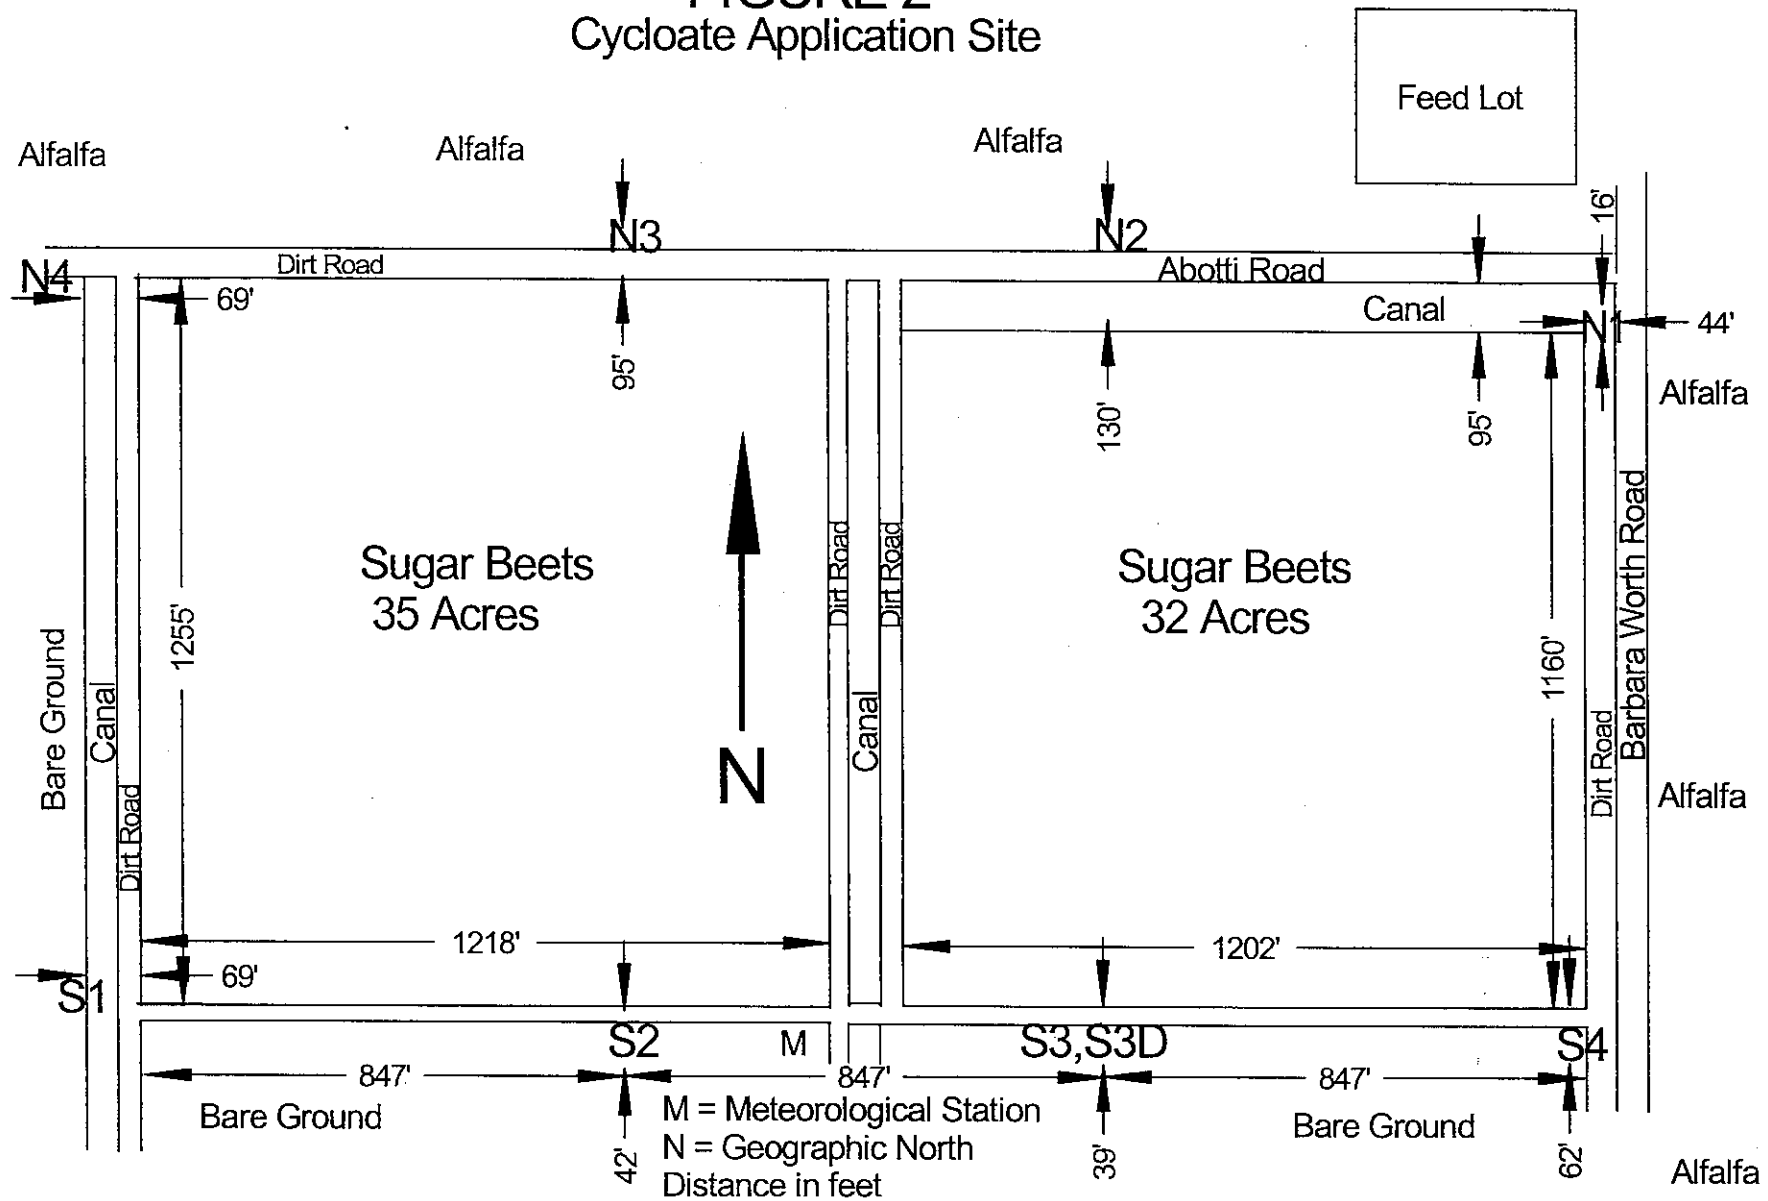 FIGURE 2
Cycloate Application Site
Feed Lot
Alfalfa
Alfalfa
Alfalfa
16'
N3
N2
N4
Dirt Road
Abotti Road
69'
Canal
N1
44'
95'
130'
95'
Alfalfa
Sugar Beets
35 Acres
Sugar Beets
32 Acres
Dirt Road
Dirt Road
Barbara Worth Road
1255'
1160'
Bare Ground
Canal
Canal
N
Dirt Road
Dirt Road
Alfalfa
1218'
1202'
69'
S1
S2
M
S3,S3D
S4
847'
847'
847'
Bare Ground
M = Meteorological Station
Bare Ground
42'
N = Geographic North
39'
62'
Distance in feet
Alfalfa